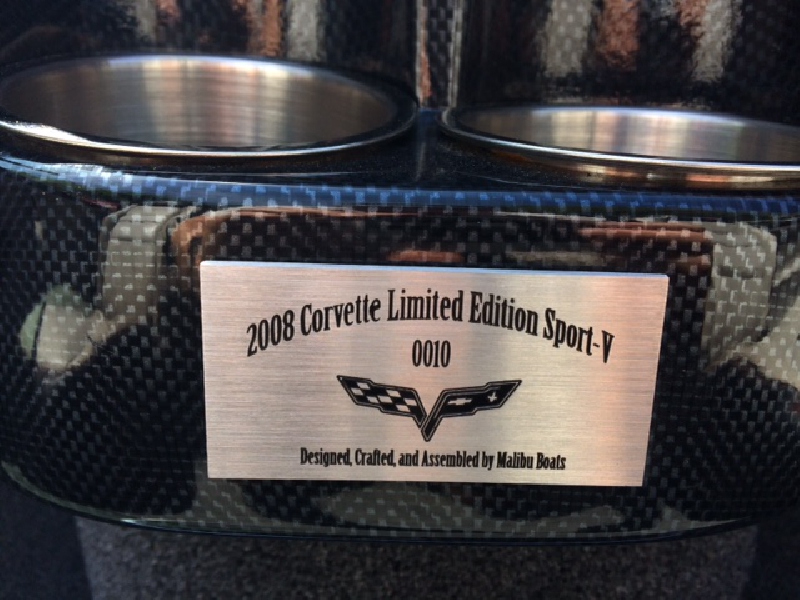 2008 Corvette Limited Edition Sport-V
0010
Designed, Crafted, and Assembled by Malibu Boats